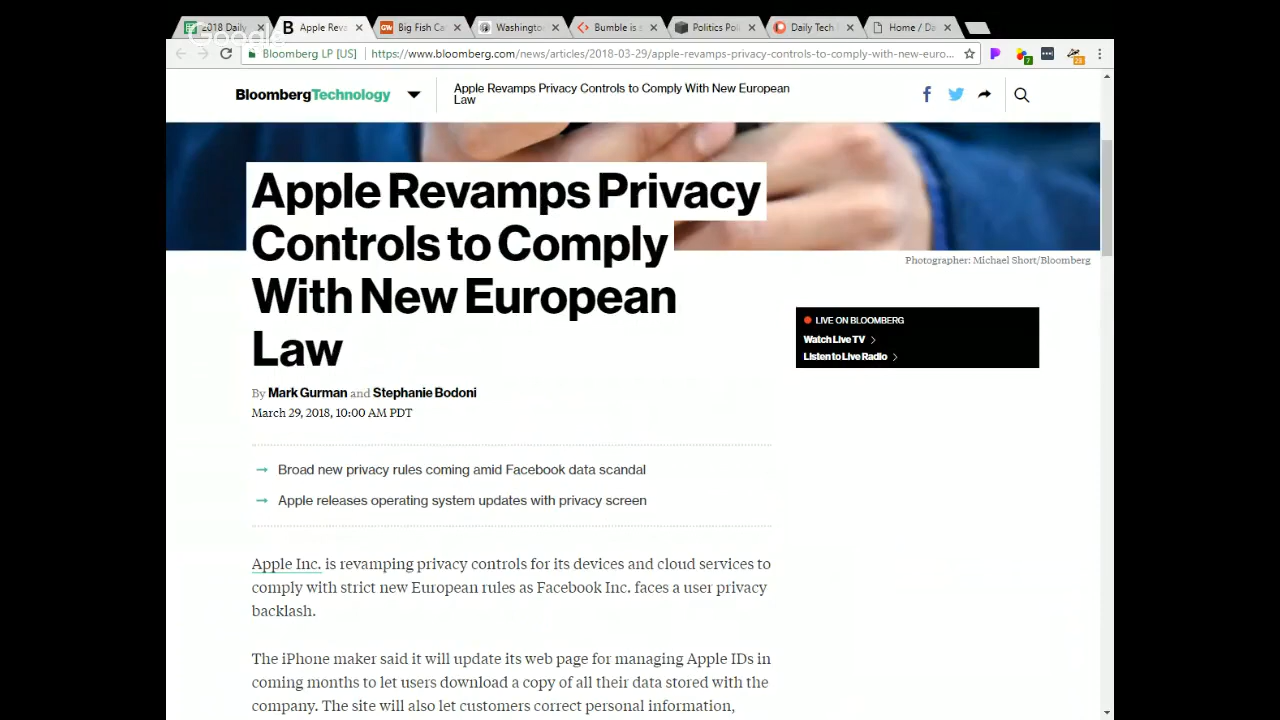 2018 Daily
Apple Reva
Big Fish Ca
Washington
Bumble is s
Politics Poli
Daily Tech
Home / Da
Google
Bloomberg LP [US]
https://www.bloomberg.com/news/articles/2018-03-29/apple-revamps-privacy-controls-to-comply-with-new-euro...
7
23
BloombergTechnology
Apple Revamps Privacy Controls to Comply With New European
Law
Apple Revamps Privacy
Controls to Comply
With New European
Law
Photographer: Michael Short/Bloomberg
LIVE ON BLOOMBERG
Watch Live TV
Listen to Live Radio
By Mark Gurman and Stephanie Bodoni
March 29, 2018, 10:00 AM PDT
Broad new privacy rules coming amid Facebook data scandal
Apple releases operating system updates with privacy screen
Apple Inc. is revamping privacy controls for its devices and cloud services to
comply with strict new European rules as Facebook Inc. faces a user privacy
backlash.
The iPhone maker said it will update its web page for managing Apple IDs in
coming months to let users download a copy of all their data stored with the
company. The site will also let customers correct personal information,